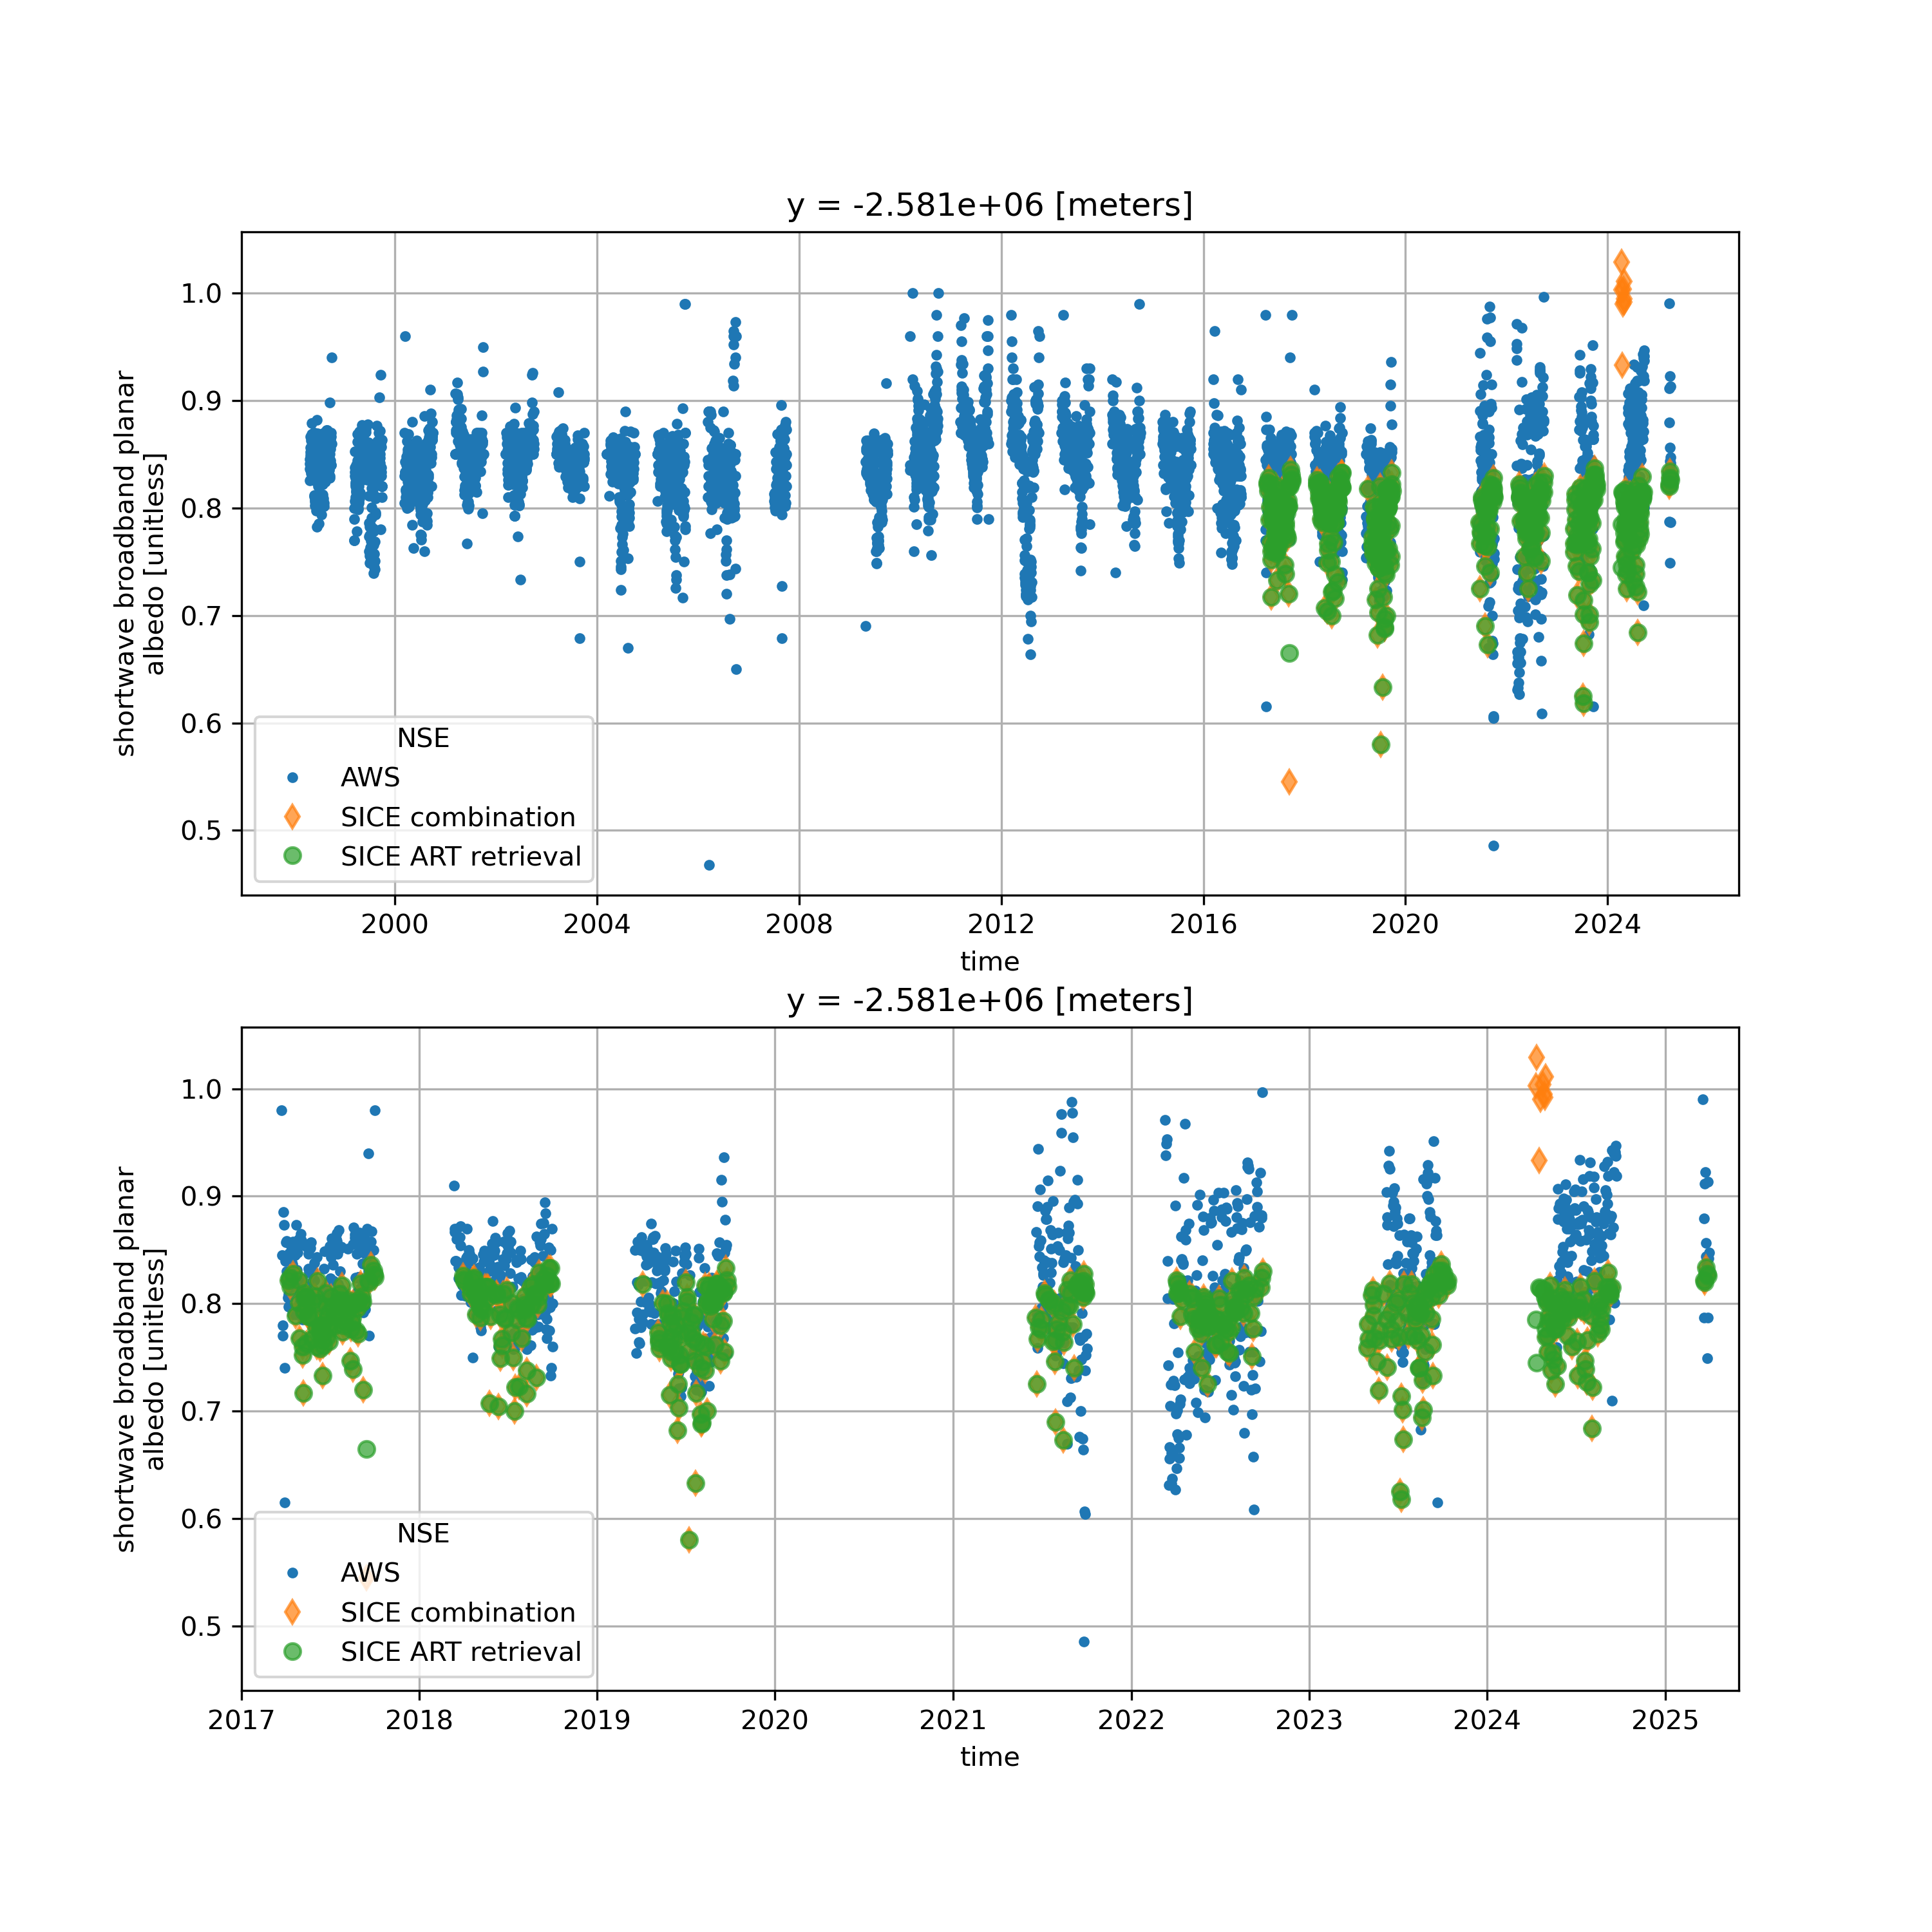 y = -2.581e+06 [meters]
shortwave broadband planar
albedo [unitless]
1.0
0.9
0.8
0.7
0.6
0.5
NSE
AWS
SICE combination
SICE ART retrieval
2000 2004 2008 2012 2016 2020 2024
time
y = -2.581e+06 [meters]
shortwave broadband planar
albedo [unitless]
1.0
0.9
0.8
0.7
0.6
0.5
NSE
AWS
SICE combination
SICE ART retrieval
2017 2018 2019 2020 2021 2022 2023 2024 2025
time